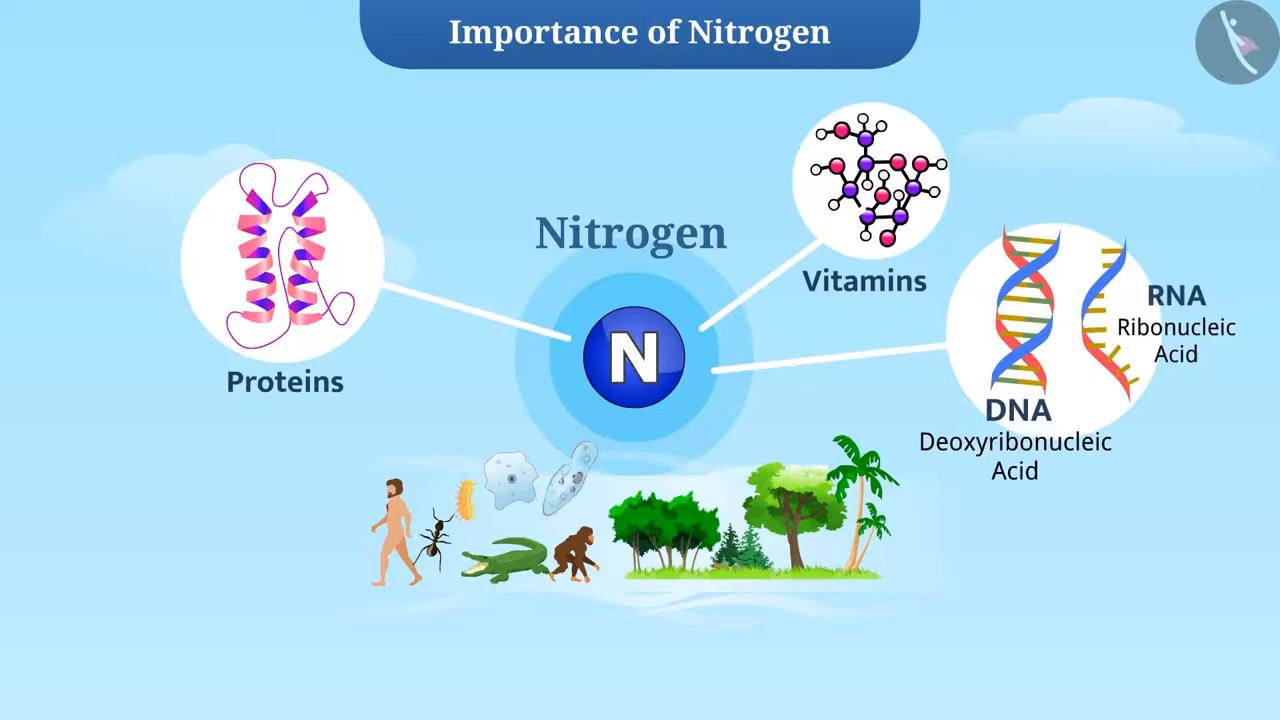 Importance of Nitrogen
Nitrogen
N
Proteins
Vitamins
RNA
Ribonucleic
Acid
DNA
Deoxyribonucleic
Acid